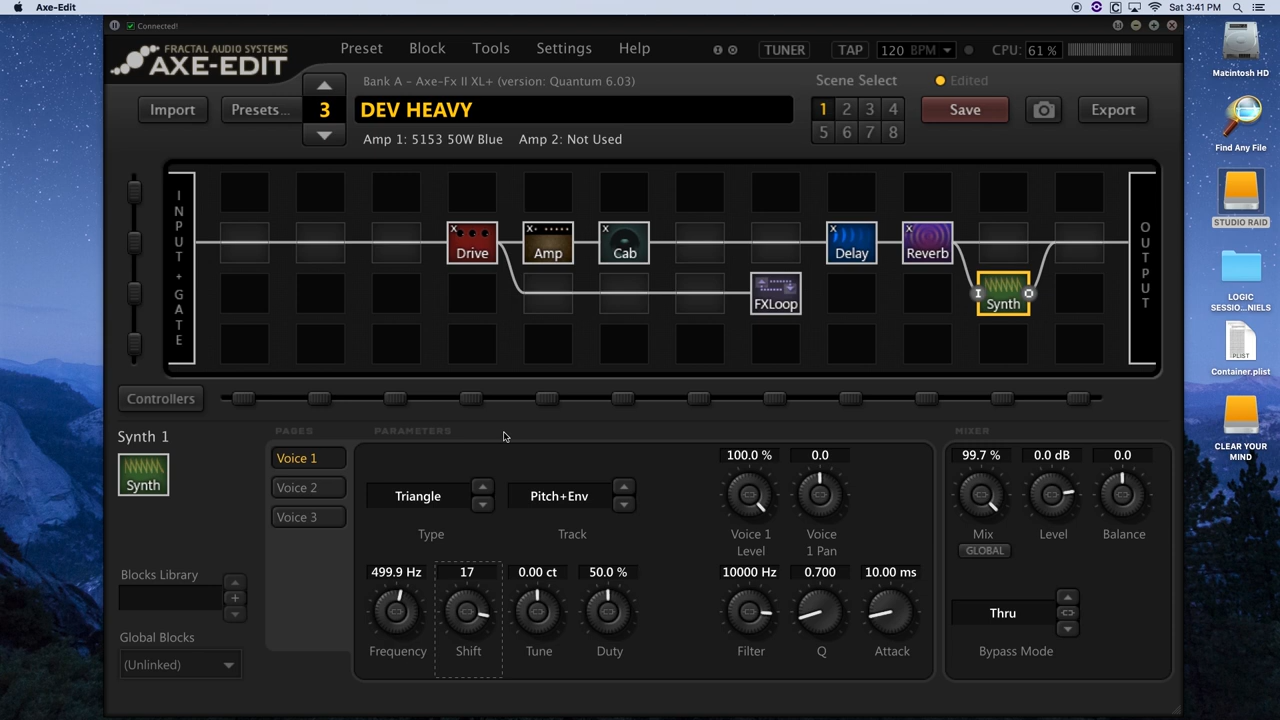 Axe-Edit
Sat 3:41 PM
Connected!
FRACTAL AUDIO SYSTEMS
AXE-EDIT
Preset
Block
Tools
Settings
Help
TUNER
TAP
120 BPM
CPU: 61 %
Import
Presets...
3
Bank A - Axe-Fx II XL+ (version: Quantum 6.03)
DEV HEAVY
Amp 1: 5153 50W Blue
Amp 2: Not Used
Scene Select
1 2 3 4
5 6 7 8
Edited
Save
Export
INPUT + GATE
Drive
Amp
Cab
Delay
Reverb
FXLoop
I
Synth
O
OUTPUT
Controllers
Synth 1
Synth
Blocks Library
Global Blocks
(Unlinked)
PAGES
Voice 1
Voice 2
Voice 3
PARAMETERS
Triangle
Type
Pitch+Env
Track
100.0 %
Voice 1
Level
0.0
Voice
1 Pan
499.9 Hz
Frequency
17
Shift
0.00 ct
Tune
50.0 %
Duty
10000 Hz
Filter
0.700
Q
10.00 ms
Attack
MIXER
99.7 %
Mix
GLOBAL
0.0 dB
Level
0.0
Balance
Thru
Bypass Mode
Macintosh HD
Find Any File
STUDIO RAID
LOGIC
SESSIO...NIELS
PLIST
Container.plist
CLEAR YOUR
MIND